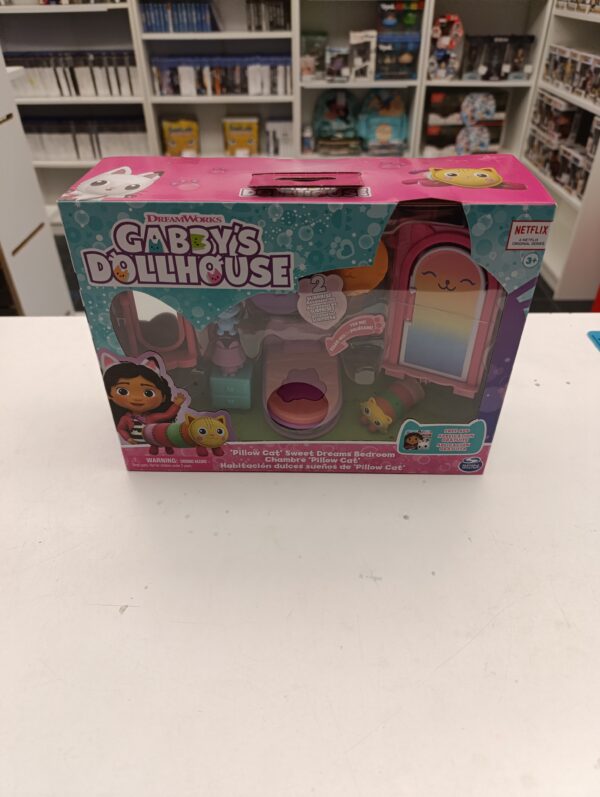 DREAMWORKS
GABBY'S
DOLLHOUSE
NETFLIX
A NETFLIX
ORIGINAL SERIES
3+
2
'Pillow Cat' Sweet Dreams Bedroom
Chambre 'Pillow Cat'
Habitación dulces sueños de 'Pillow Cat'
WARNING: